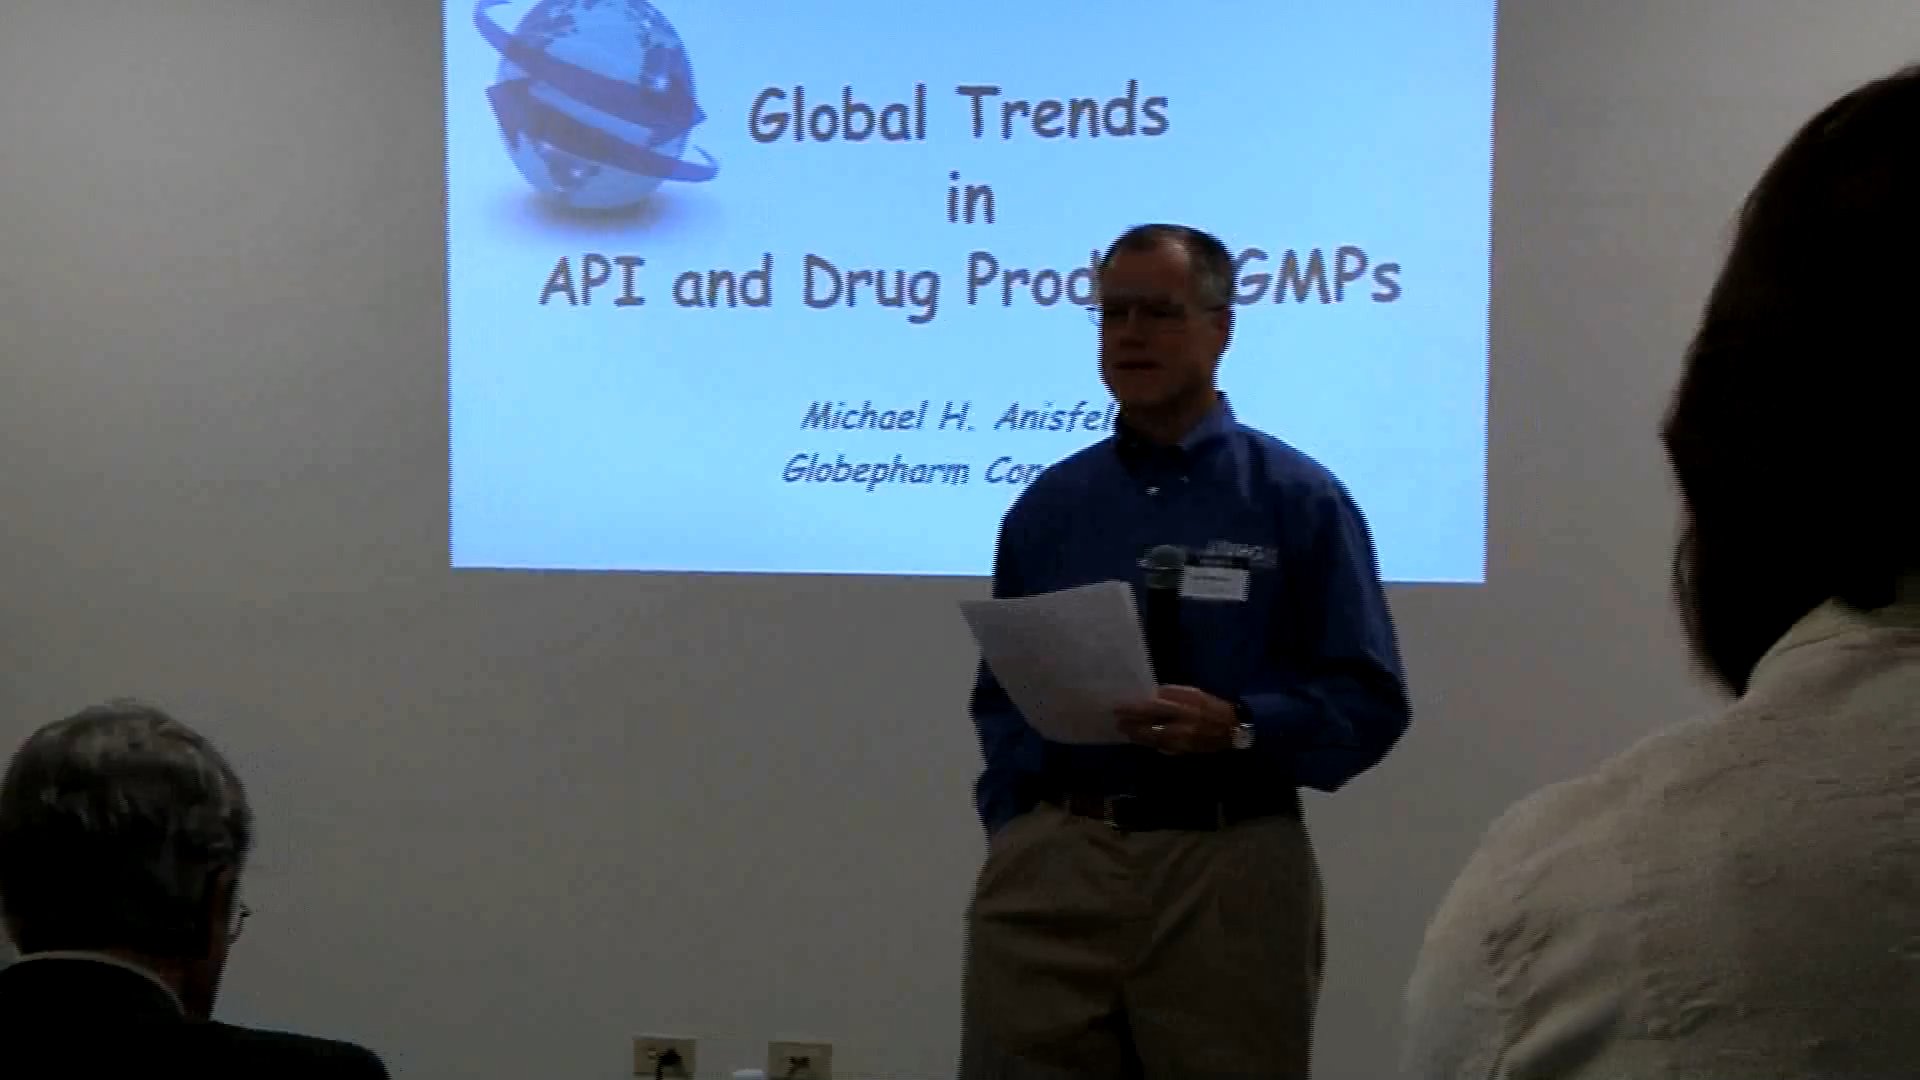 Global Trends
in
API and Drug Prod GMPs
Michael H. Anisfel
Globepharm Con